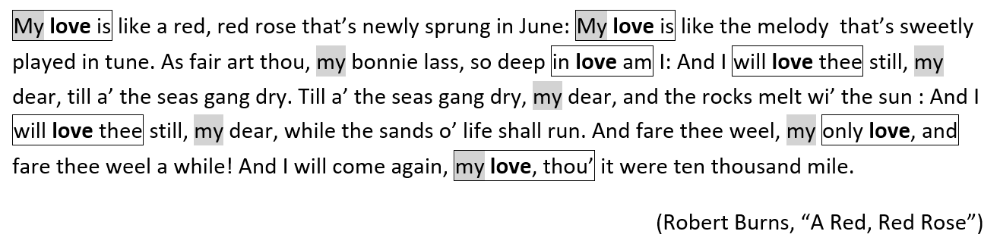 My love is like a red, red rose that’s newly sprung in June: My love is like the melody  that’s sweetly
played in tune. As fair art thou, my bonnie lass, so deep in love am I: And I will love thee still, my
dear, till a’ the seas gang dry. Till a’ the seas gang dry, my dear, and the rocks melt wi’ the sun : And I
will love thee still, my dear, while the sands o’ life shall run. And fare thee weel, my only love, and
fare thee weel a while! And I will come again, my love, thou’ it were ten thousand mile.
(Robert Burns, “A Red, Red Rose”)